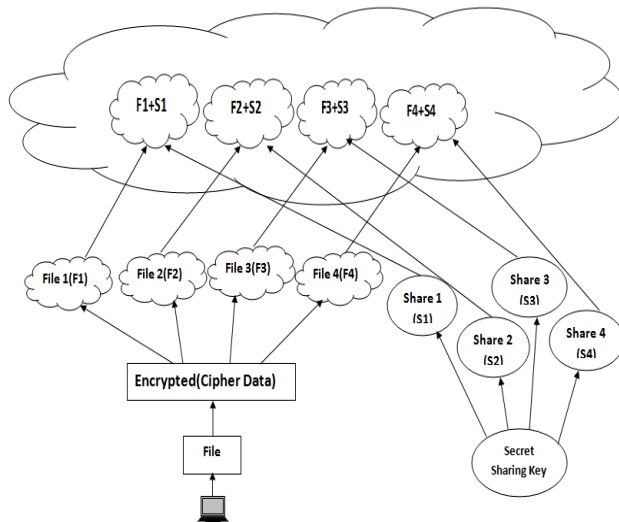 F1+S1
F2+S2
F3+S3
F4+S4
File 1(F1)
File 2(F2)
File 3(F3)
File 4(F4)
Share 1
(S1)
Share 2
(S2)
Share 3
(S3)
Share 4
(S4)
Encrypted(Cipher Data)
File
Secret
Sharing Key